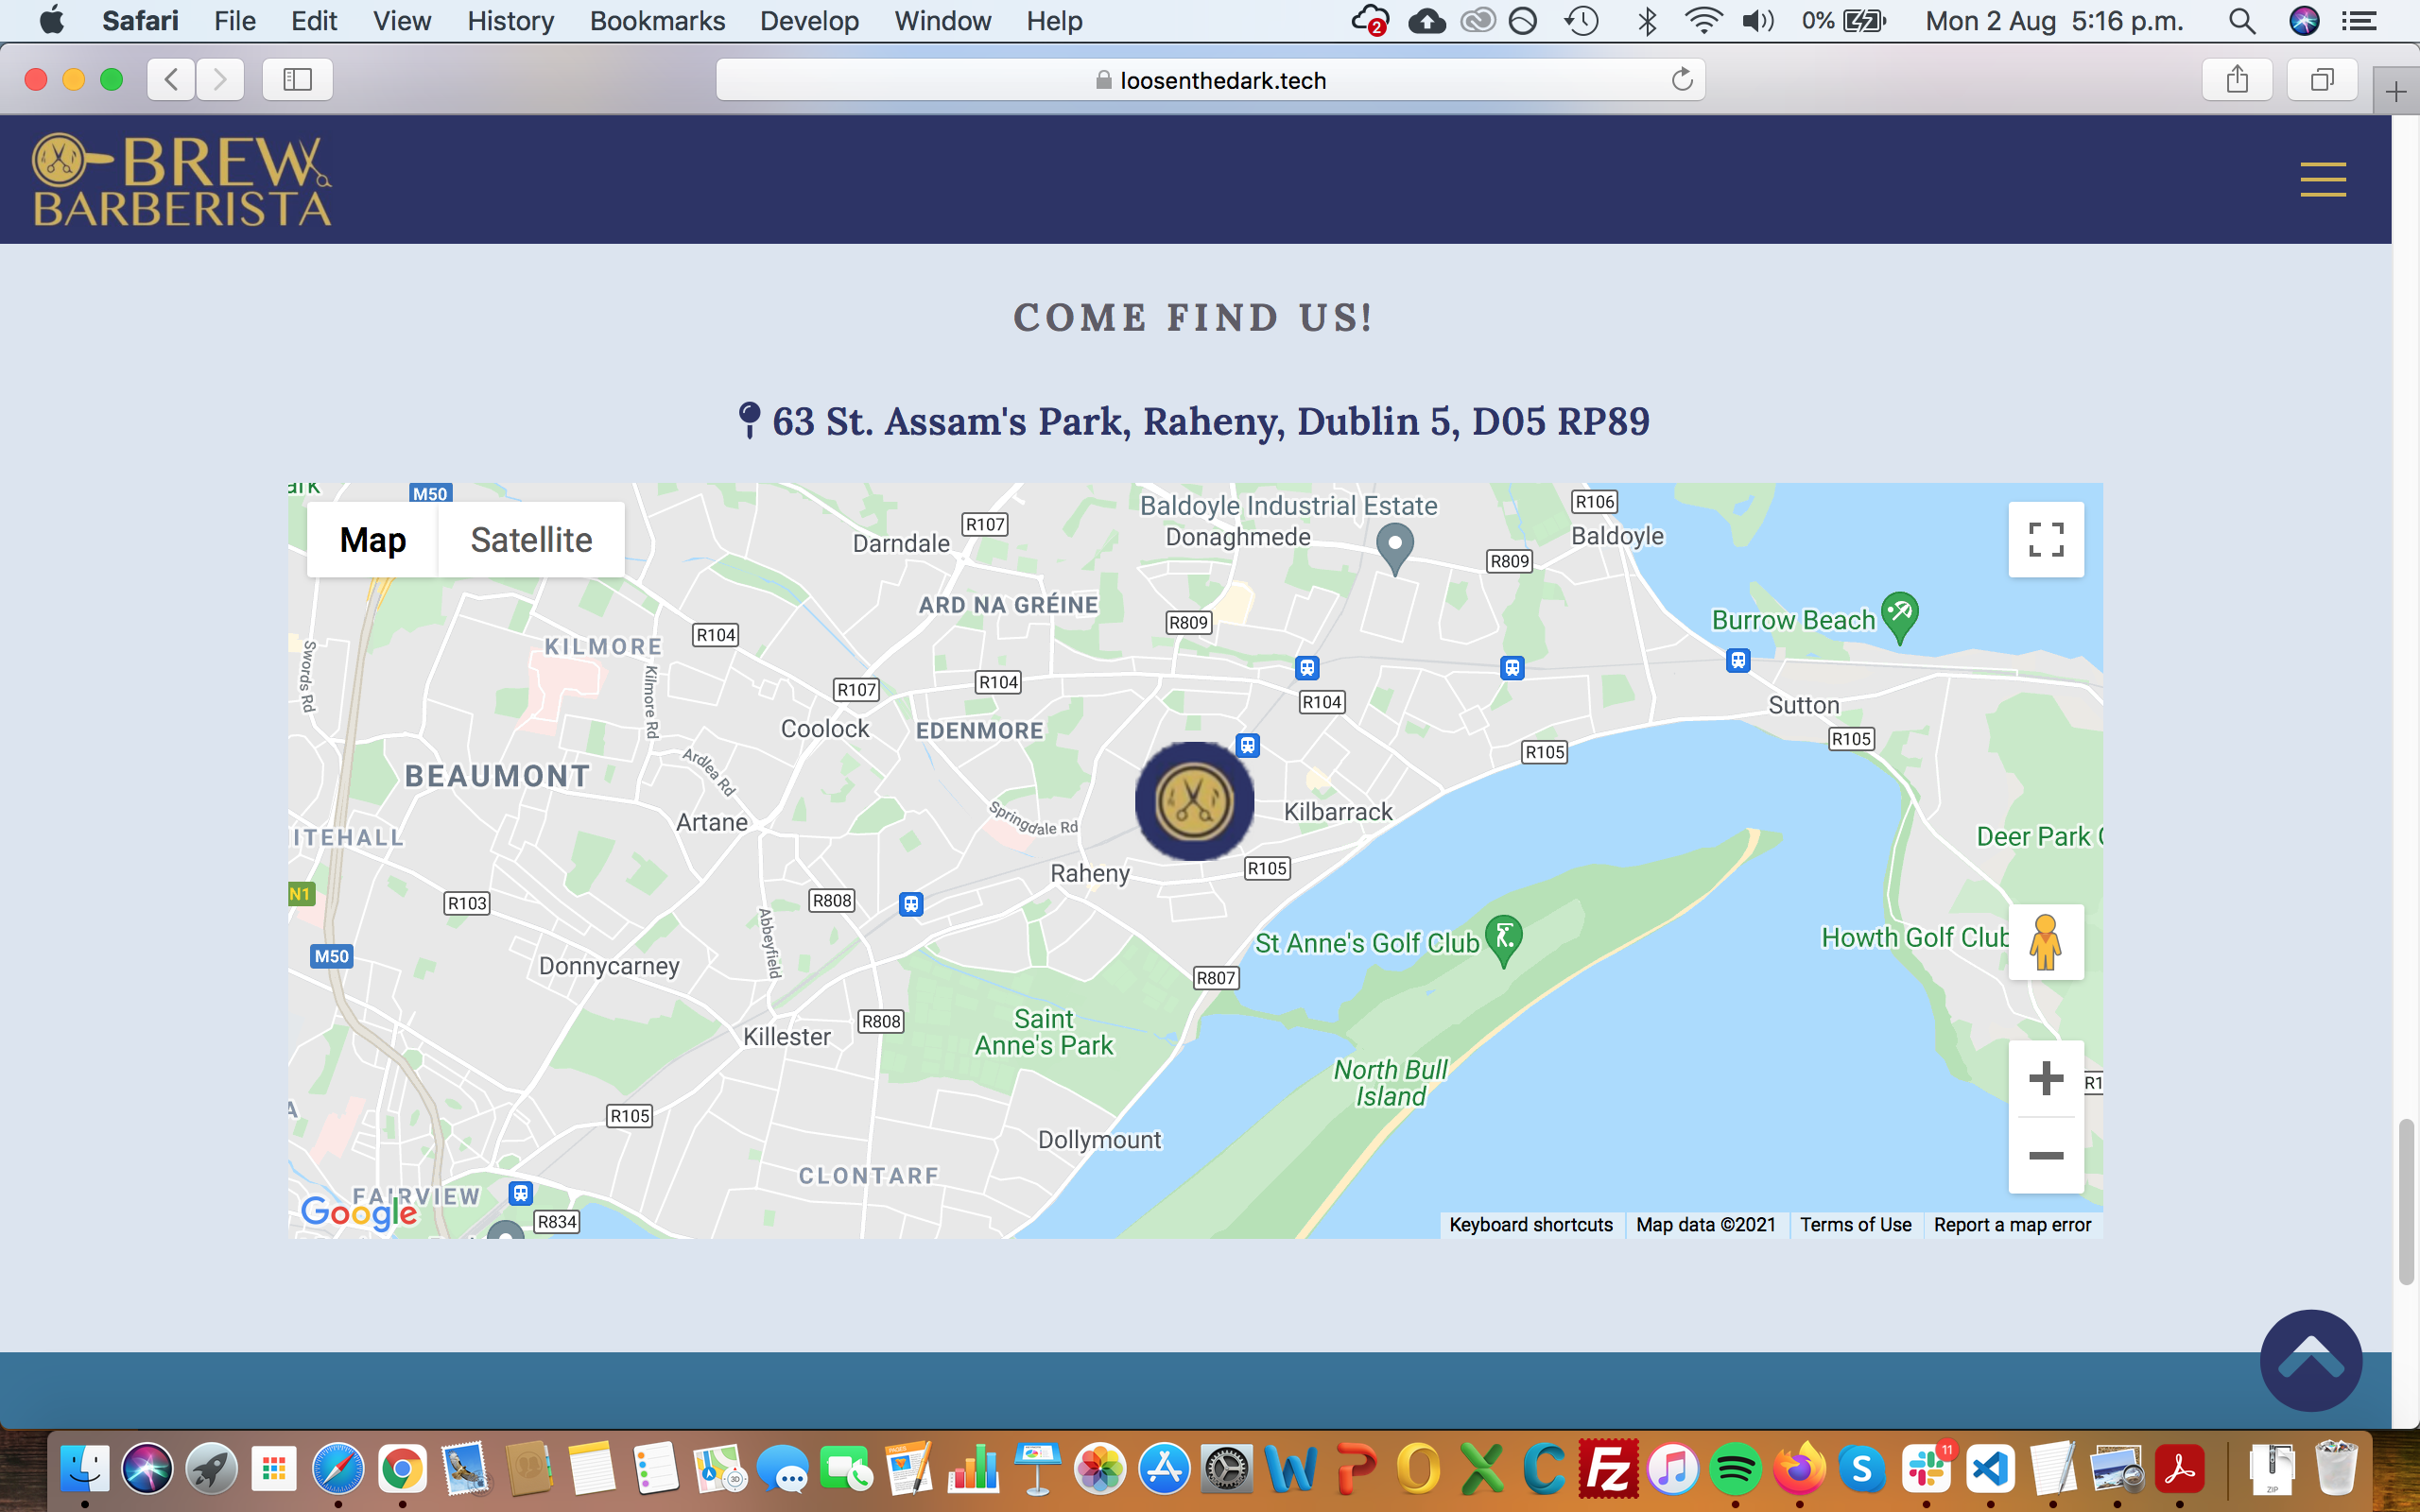 Safari File Edit View History Bookmarks Develop Window Help 2 0% Mon 2 Aug 5:16 p.m.
loosenthedark.tech
BREW
BARBERISTA
COME FIND US!
63 St. Assam's Park, Raheny, Dublin 5, D05 RP89
M50
Map Satellite
Baldoyle Industrial Estate
R106
R107
Darndale
Donaghmede
Baldoyle
R809
ARD NA GRÉINE
R809
Burrow Beach
R104
KILMORE
Swords Rd
Kilmore Rd
R107
R104
R104
Sutton
Coolock
EDENMORE
R105
R105
BEAUMONT
Ardlea Rd
Artane
Springdale Rd
Kilbarrack
ITEHALL
Deer Park
Raheny
R105
N1
R103
R808
Abbeyfield
St Anne's Golf Club
Howth Golf Club
M50
Donnycarney
R807
Killester
R808
Saint
Anne's Park
North Bull
Island
R1
R105
Dollymount
CLONTARF
FAIRVIEW
Google
R834
Keyboard shortcuts Map data ©2021 Terms of Use Report a map error
PAGES
3D
W P O X C Fz S 11
ZIP